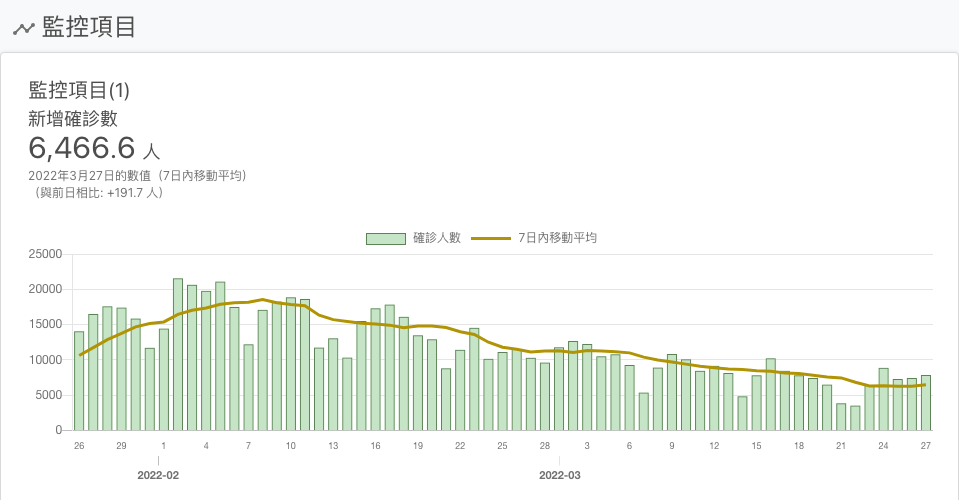 監控項目
監控項目(1)
新增確診數
6,466.6 人
2022年3月27日的數值（7日內移動平均）
（與前日相比: +191.7 人）
確診人數 7日內移動平均
25000
20000
15000
10000
5000
0
26 29 1 4 7 10 13 16 19 22 25 28 3 6 9 12 15 18 21 24 27
2022-02 2022-03